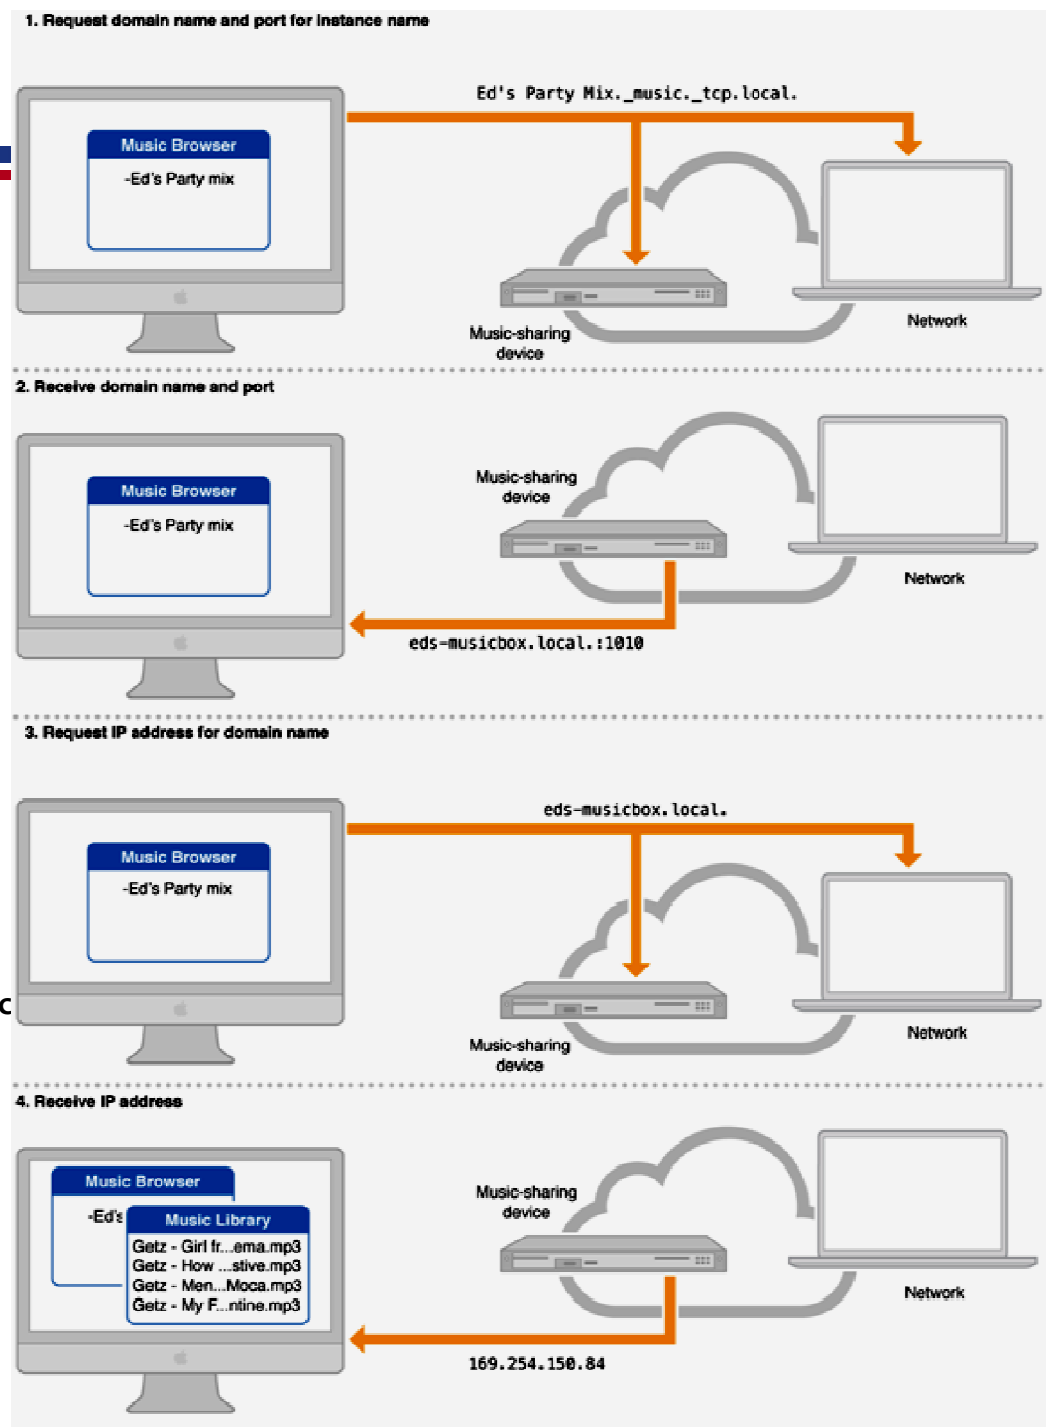 1. Request domain name and port for instance name
Ed's Party Mix._music._tcp.local.
Music Browser
-Ed's Party mix
Music-sharing
device
Network
2. Receive domain name and port
Music Browser
-Ed's Party mix
Music-sharing
device
Network
eds-musicbox.local.:1010
3. Request IP address for domain name
eds-musicbox.local.
Music Browser
-Ed's Party mix
Music-sharing
device
Network
4. Receive IP address
Music Browser
-Ed's
Music Library
Getz - Girl fr...ema.mp3
Getz - How ...stive.mp3
Getz - Men...Moca.mp3
Getz - My F...ntine.mp3
Music-sharing
device
Network
169.254.150.84